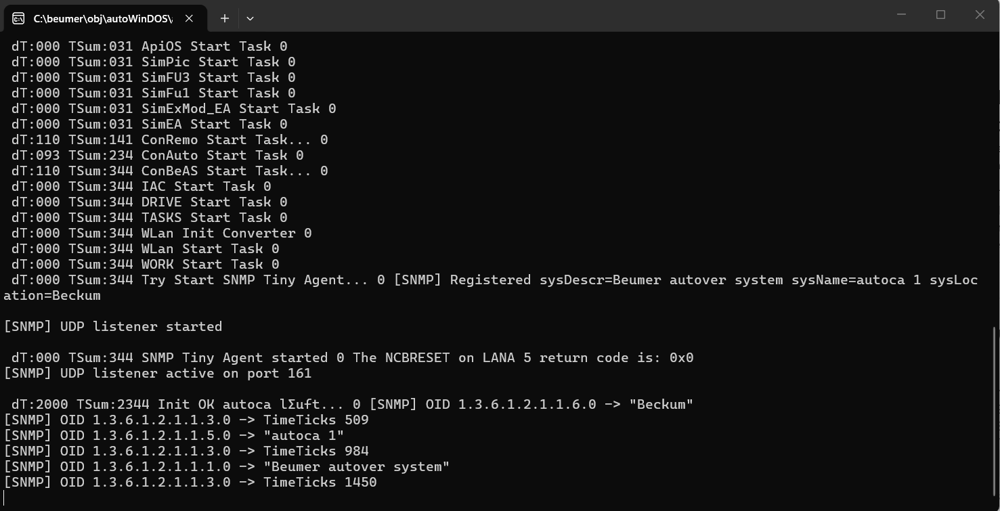 C:\beumer\obj\autoWinDOS\
dT:000 TSum:031 ApiOS Start Task 0
dT:000 TSum:031 SimPic Start Task 0
dT:000 TSum:031 SimFU3 Start Task 0
dT:000 TSum:031 SimFu1 Start Task 0
dT:000 TSum:031 SimExMod_EA Start Task 0
dT:000 TSum:031 SimEA Start Task 0
dT:110 TSum:141 ConRemo Start Task... 0
dT:093 TSum:234 ConAuto Start Task 0
dT:110 TSum:344 ConBeAS Start Task... 0
dT:000 TSum:344 IAC Start Task 0
dT:000 TSum:344 DRIVE Start Task 0
dT:000 TSum:344 TASKS Start Task 0
dT:000 TSum:344 WLan Init Converter 0
dT:000 TSum:344 WLan Start Task 0
dT:000 TSum:344 WORK Start Task 0
dT:000 TSum:344 Try Start SNMP Tiny Agent... 0 [SNMP] Registered sysDescr=Beumer autover system sysName=autoca 1 sysLoc
ation=Beckum
[SNMP] UDP listener started
dT:000 TSum:344 SNMP Tiny Agent started 0 The NCBRESET on LANA 5 return code is: 0x0
[SNMP] UDP listener active on port 161
dT:2000 TSum:2344 Init OK autoca lΣuft... 0 [SNMP] OID 1.3.6.1.2.1.1.6.0 -> "Beckum"
[SNMP] OID 1.3.6.1.2.1.1.3.0 -> TimeTicks 509
[SNMP] OID 1.3.6.1.2.1.1.5.0 -> "autoca 1"
[SNMP] OID 1.3.6.1.2.1.1.3.0 -> TimeTicks 984
[SNMP] OID 1.3.6.1.2.1.1.1.0 -> "Beumer autover system"
[SNMP] OID 1.3.6.1.2.1.1.3.0 -> TimeTicks 1450